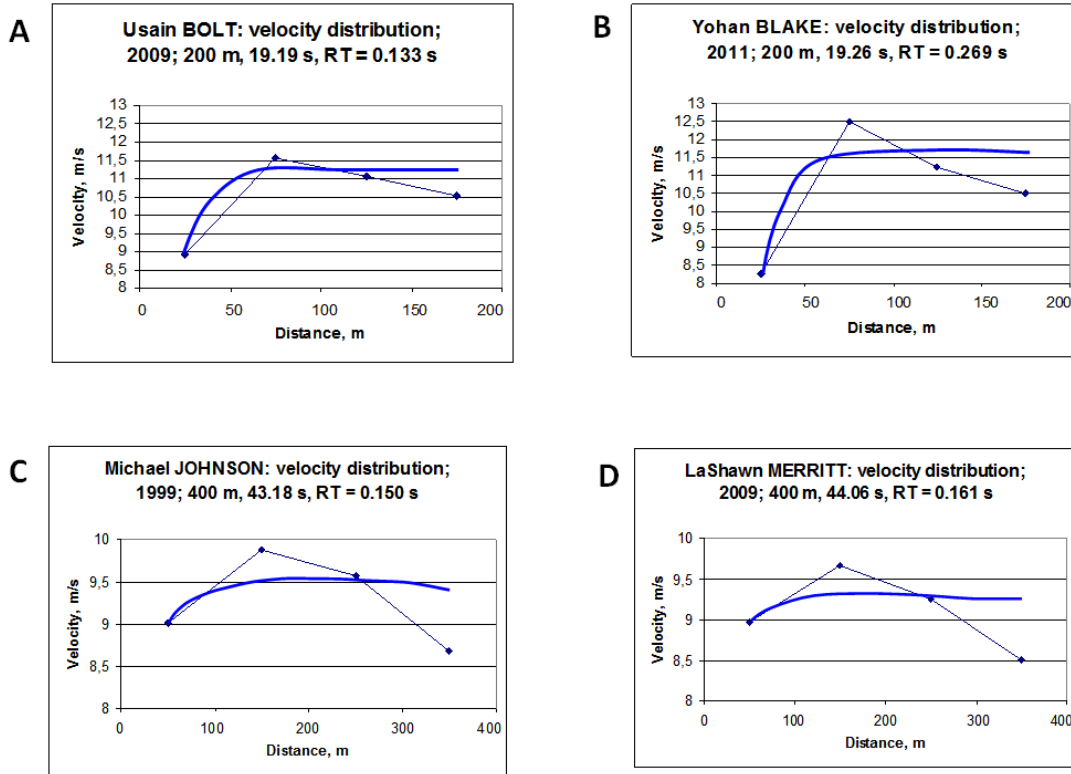 A
Usain BOLT: velocity distribution;
2009; 200 m, 19.19 s, RT = 0.133 s
Velocity, m/s
13
12,5
12
11,5
11
10,5
10
9,5
9
8,5
8
0 50 100 150 200
Distance, m
B
Yohan BLAKE: velocity distribution;
2011; 200 m, 19.26 s, RT = 0.269 s
Velocity, m/s
13
12,5
12
11,5
11
10,5
10
9,5
9
8,5
8
0 50 100 150 200
Distance, m
C
Michael JOHNSON: velocity distribution;
1999; 400 m, 43.18 s, RT = 0.150 s
Velocity, m/s
10
9,5
9
8,5
8
0 100 200 300 400
Distance, m
D
LaShawn MERRITT: velocity distribution;
2009; 400 m, 44.06 s, RT = 0.161 s
Velocity, m/s
10
9,5
9
8,5
8
0 100 200 300 400
Distance, m